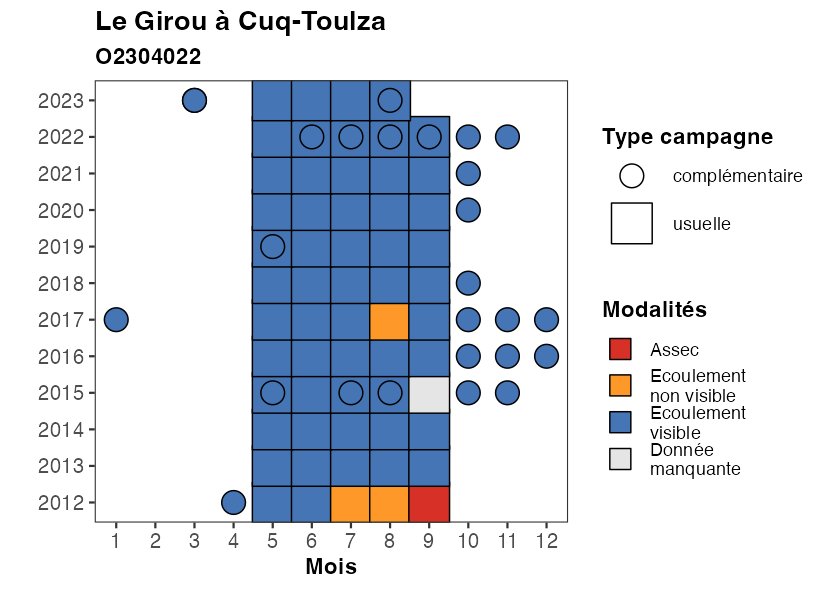 Le Girou à Cuq-Toulza
O2304022
2023
2022
2021
2020
2019
2018
2017
2016
2015
2014
2013
2012
1 2 3 4 5 6 7 8 9 10 11 12
Mois
Type campagne
complémentaire
usuelle
Modalités
Assec
Ecoulement
non visible
Ecoulement
visible
Donnée
manquante